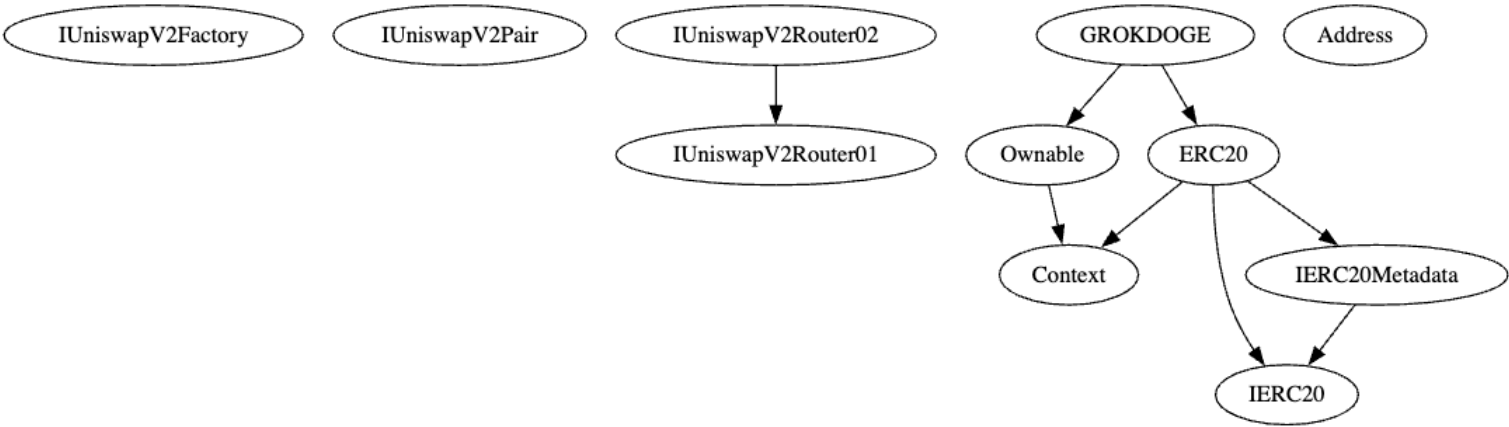 IUniswapV2Factory
IUniswapV2Pair
IUniswapV2Router02
GROKDOGE
Address
IUniswapV2Router01
Ownable
ERC20
Context
IERC20Metadata
IERC20